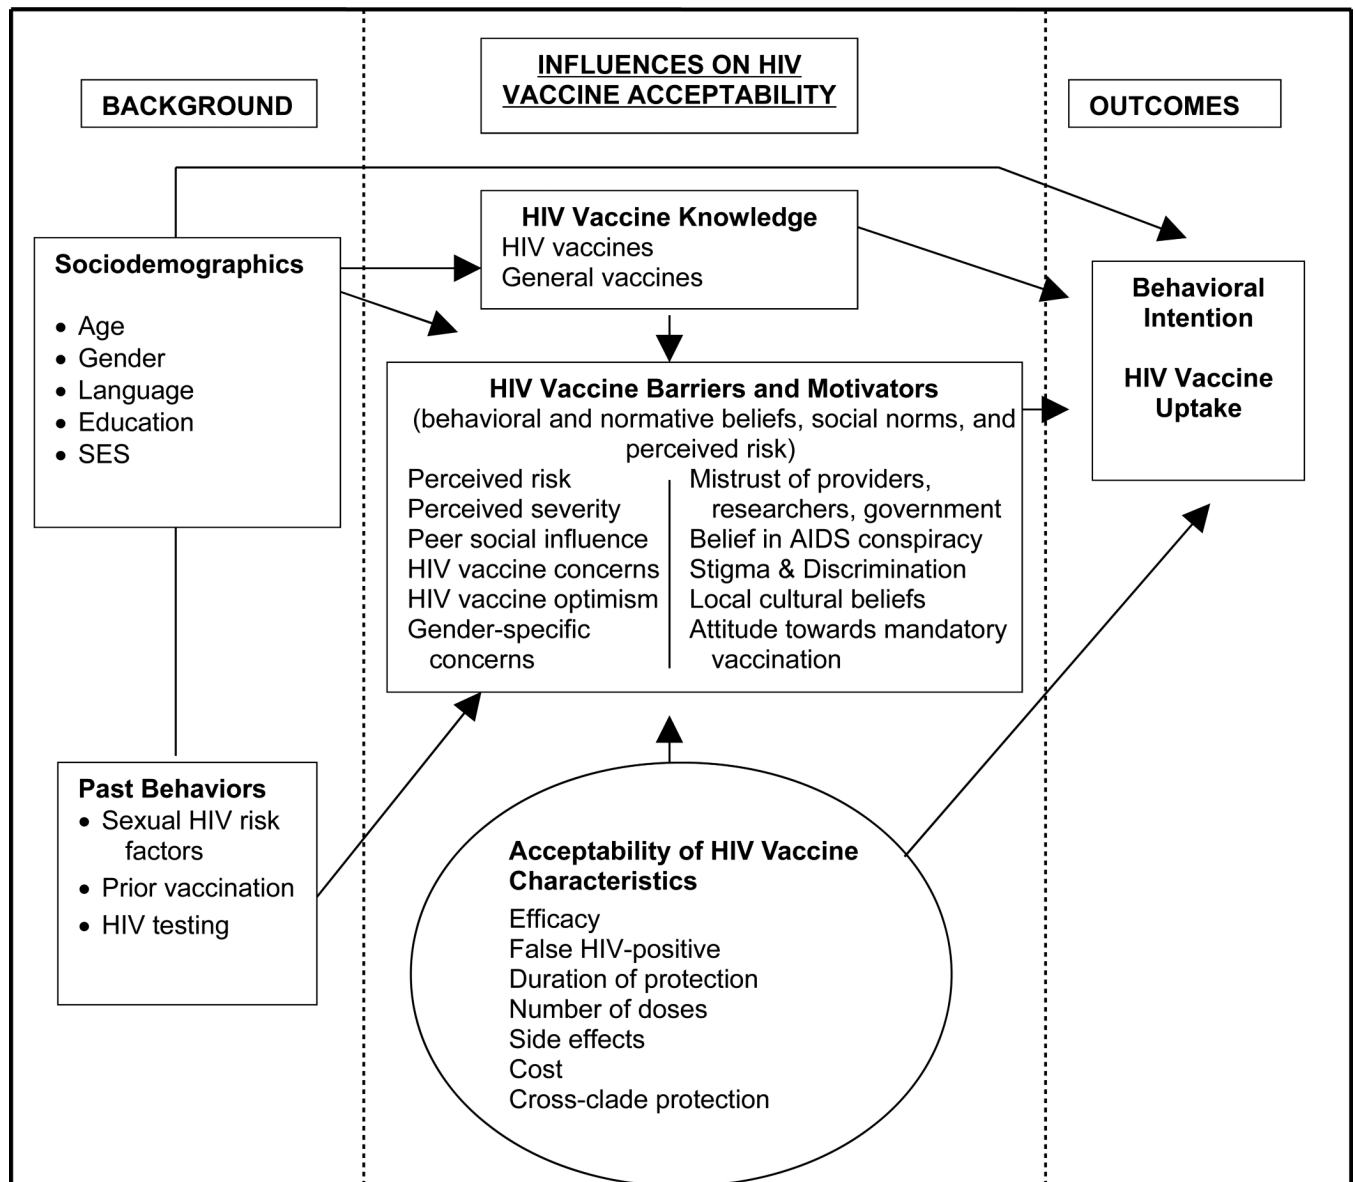 BACKGROUND
INFLUENCES ON HIV
VACCINE ACCEPTABILITY
OUTCOMES
Sociodemographics
• Age
• Gender
• Language
• Education
• SES
Past Behaviors
• Sexual HIV risk
factors
• Prior vaccination
• HIV testing
HIV Vaccine Knowledge
HIV vaccines
General vaccines
HIV Vaccine Barriers and Motivators
(behavioral and normative beliefs, social norms, and
perceived risk)
Perceived risk
Perceived severity
Peer social influence
HIV vaccine concerns
HIV vaccine optimism
Gender-specific
concerns
Mistrust of providers,
researchers, government
Belief in AIDS conspiracy
Stigma & Discrimination
Local cultural beliefs
Attitude towards mandatory
vaccination
Acceptability of HIV Vaccine
Characteristics
Efficacy
False HIV-positive
Duration of protection
Number of doses
Side effects
Cost
Cross-clade protection
Behavioral
Intention
HIV Vaccine
Uptake